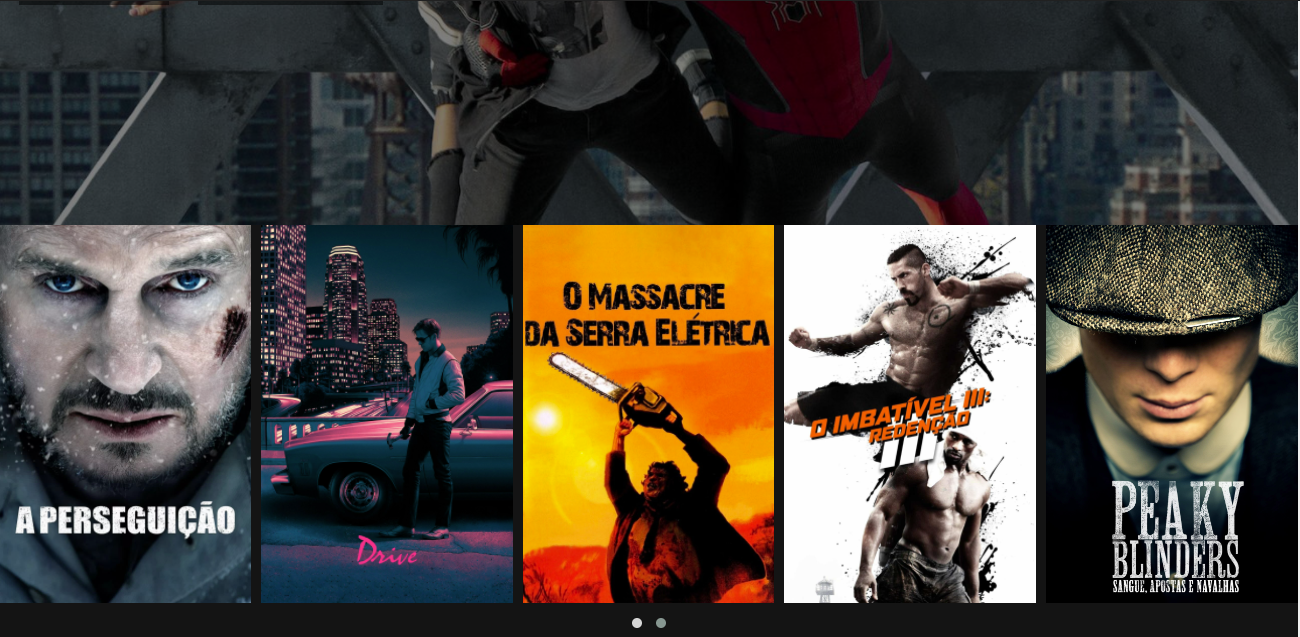 A PERSEGUIÇÃO
Drive
O MASSACRE
DA SERRA ELÉTRICA
O IMBATÍVEL III:
REDENÇÃO
PEAKY
BLINDERS
SANGUE, APOSTAS E NAVALHAS